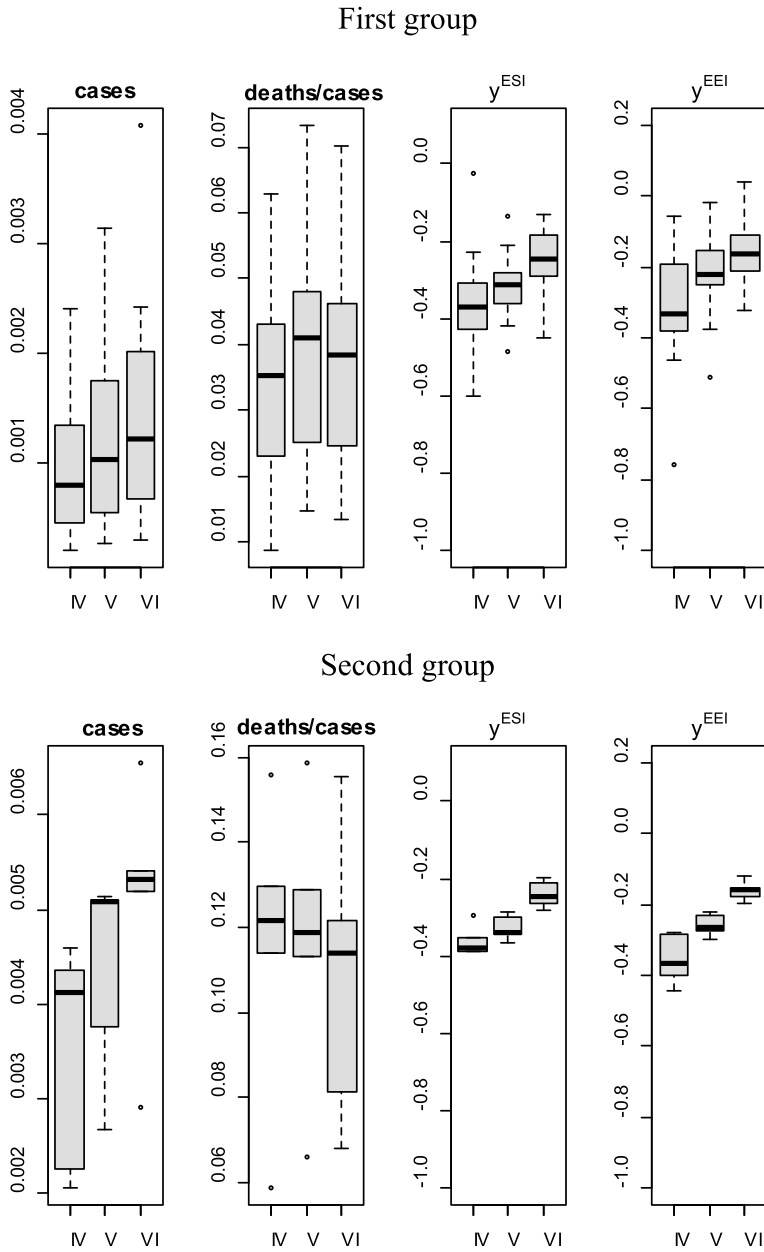 First group
cases
deaths/cases
y^ESI
y^EEI
0.004
0.003
0.002
0.001
0.07
0.06
0.05
0.04
0.03
0.02
0.01
0.0
-0.2
-0.4
-0.6
-0.8
-1.0
0.2
0.0
-0.2
-0.4
-0.6
-0.8
-1.0
IV V VI
IV V VI
IV V VI
IV V VI
Second group
cases
deaths/cases
y^ESI
y^EEI
0.006
0.005
0.004
0.003
0.002
0.16
0.14
0.12
0.10
0.08
0.06
0.0
-0.2
-0.4
-0.6
-0.8
-1.0
0.2
0.0
-0.2
-0.4
-0.6
-0.8
-1.0
IV V VI
IV V VI
IV V VI
IV V VI